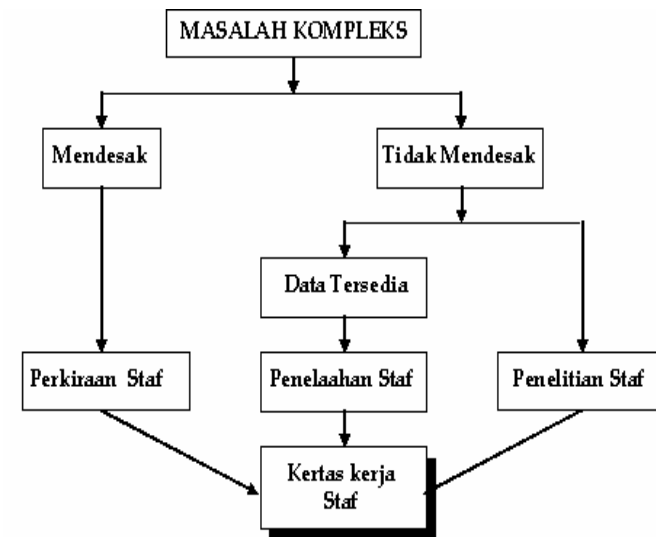 MASALAH KOMPLEKS
Mendesak
Tidak Mendesak
Data Tersedia
Perkiraan Staf
Penelaahan Staf
Penelitian Staf
Kertas kerja
Staf